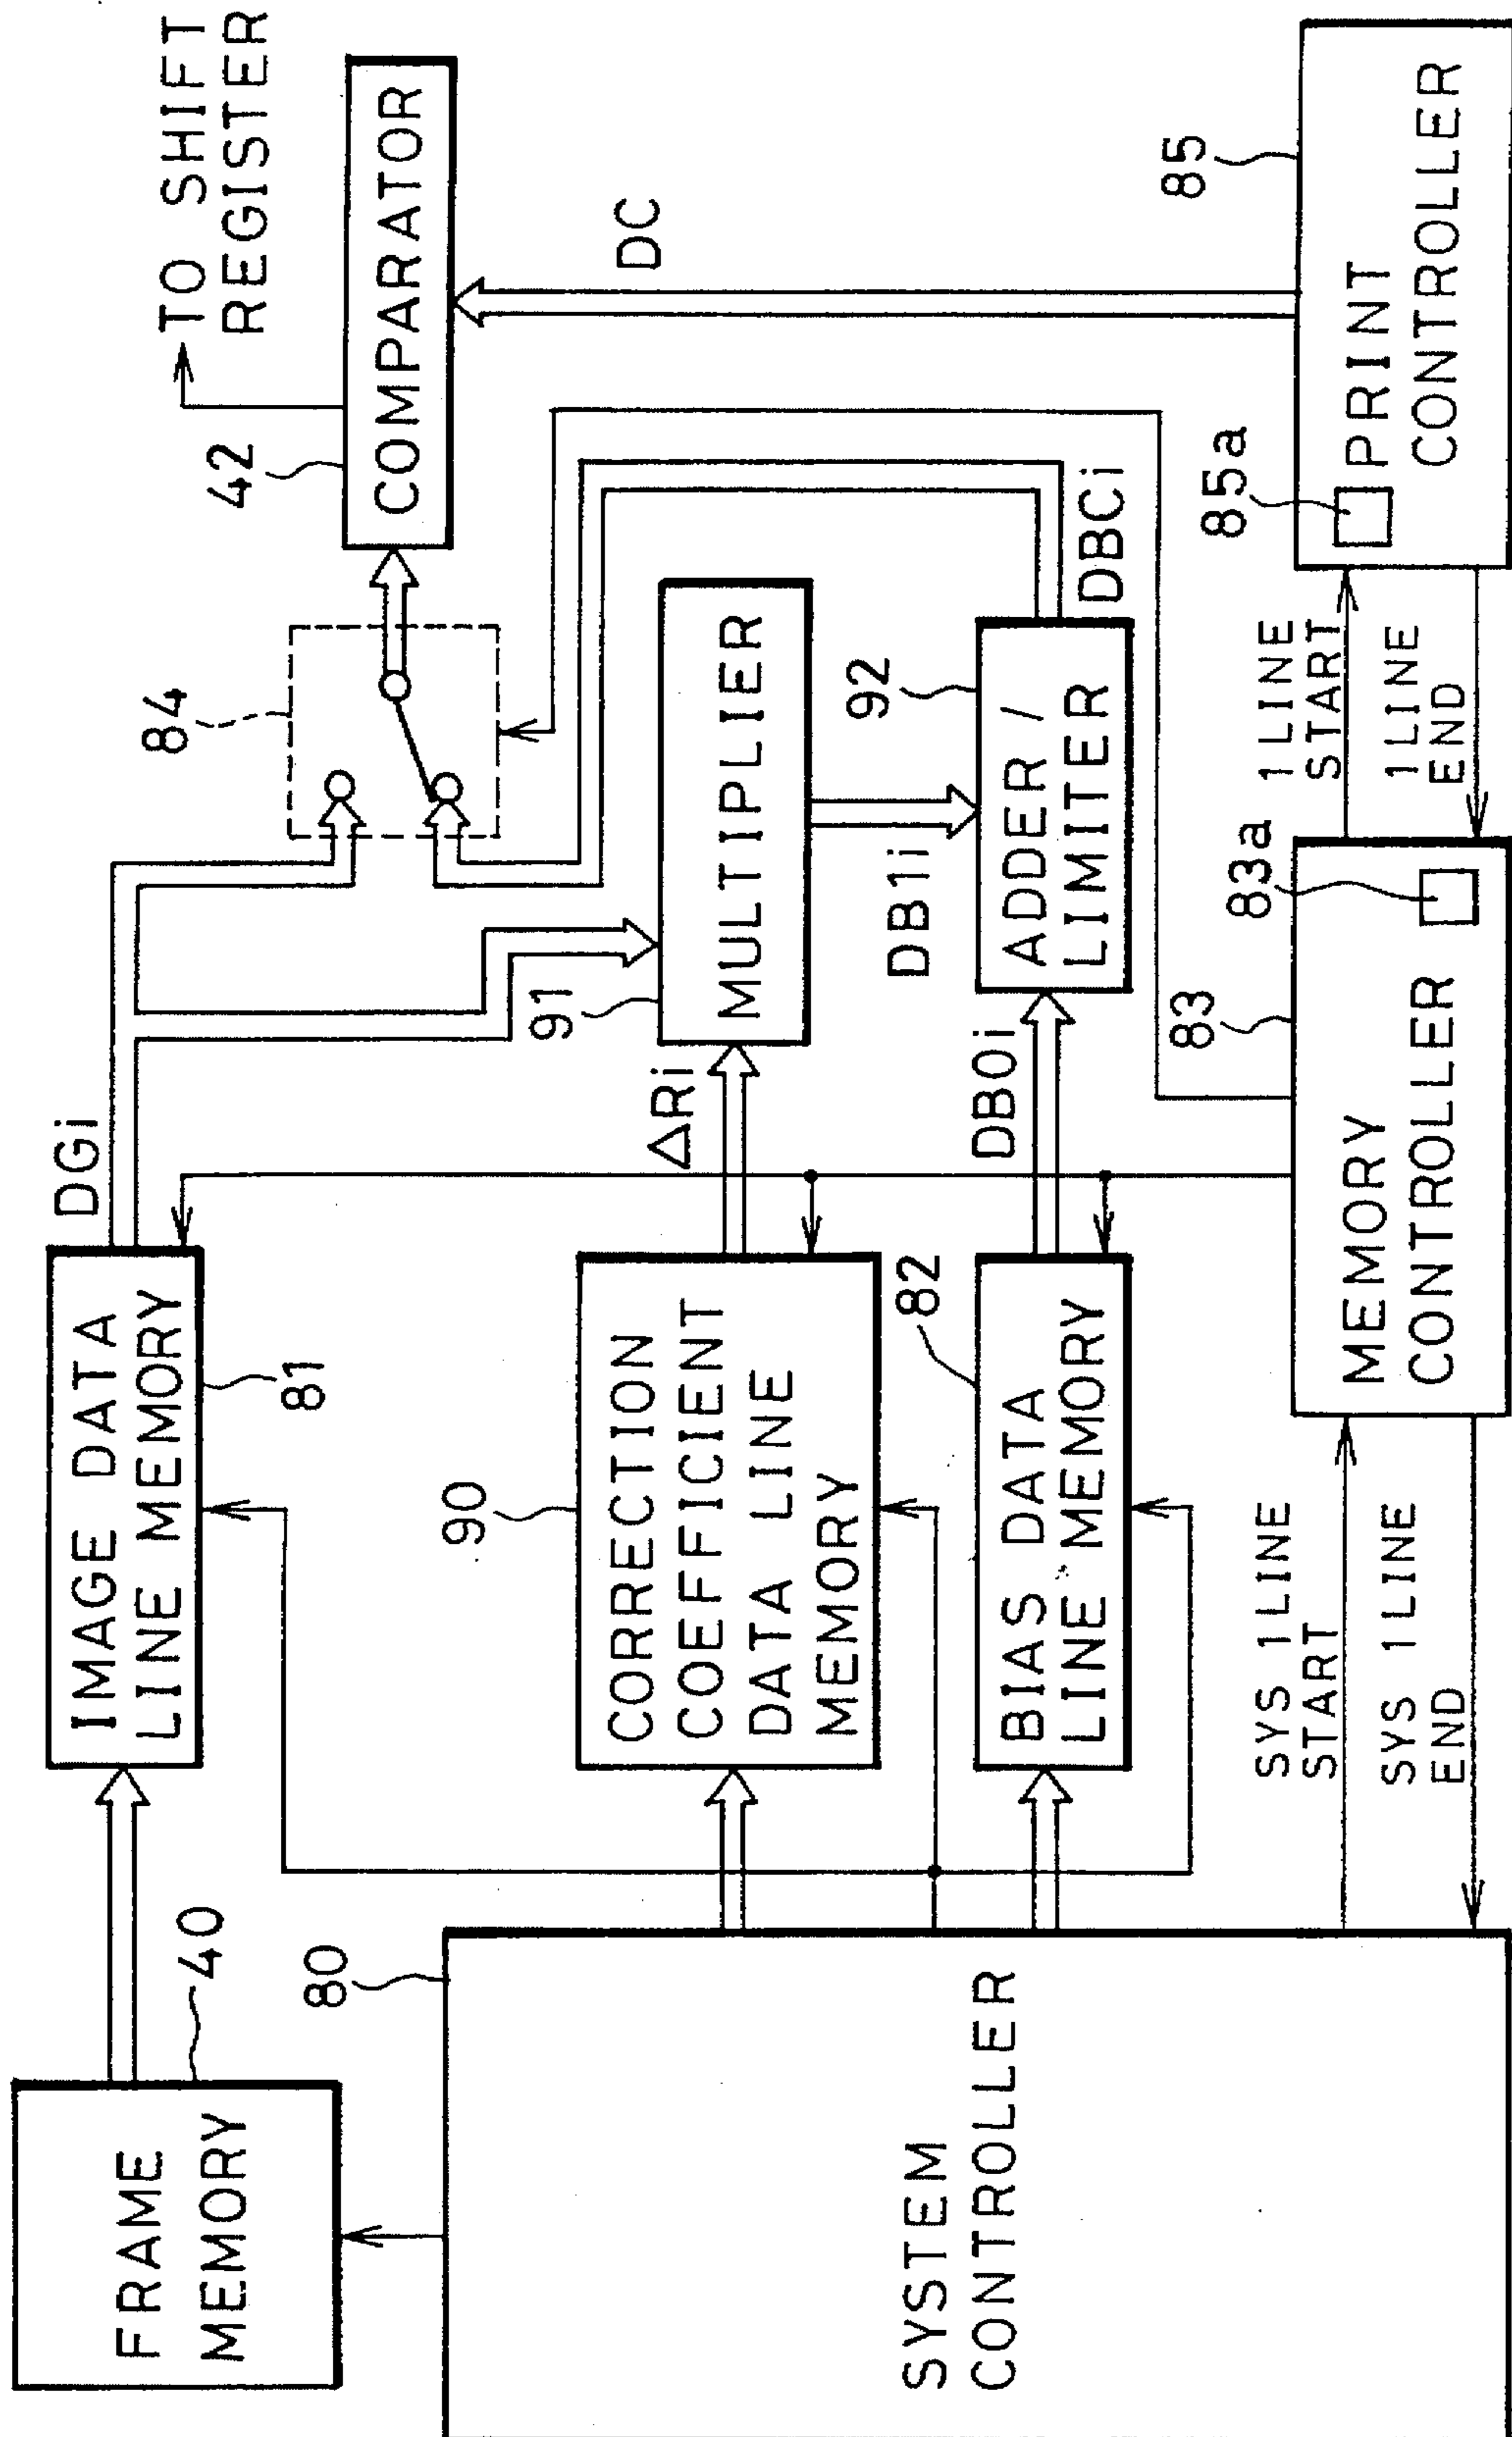 FRAME
MEMORY
40
IMAGE DATA
LINE MEMORY
81
DGi
84
TO SHIFT
REGISTER
42
COMPARATOR
DC
80
SYSTEM
CONTROLLER
90
CORRECTION
COEFFICIENT
DATA LINE
MEMORY
ΔRi
91
MULTIPLIER
DB1i
82
BIAS DATA
LINE MEMORY
DB0i
92
ADDER /
LIMITER
DBCi
SYS 1LINE
START
SYS 1LINE
END
83
MEMORY
CONTROLLER
83a
1LINE
START
1LINE
END
85a
85
PRINT
CONTROLLER